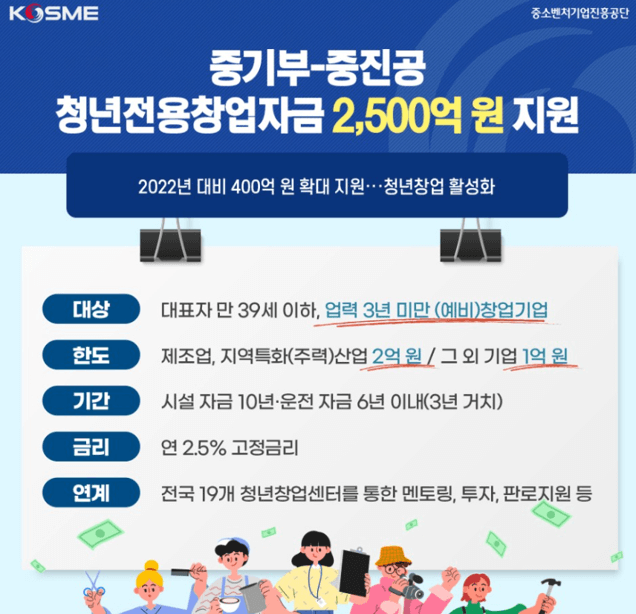 KOSME
중소벤처기업진흥공단
중기부-중진공
청년전용창업자금 2,500억 원 지원
2022년 대비 400억 원 확대 지원…청년창업 활성화
대상 대표자 만 39세 이하, 업력 3년 미만 (예비)창업기업
한도 제조업, 지역특화(주력)산업 2억 원 / 그 외 기업 1억 원
기간 시설 자금 10년·운전 자금 6년 이내(3년 거치)
금리 연 2.5% 고정금리
연계 전국 19개 청년창업센터를 통한 멘토링, 투자, 판로지원 등